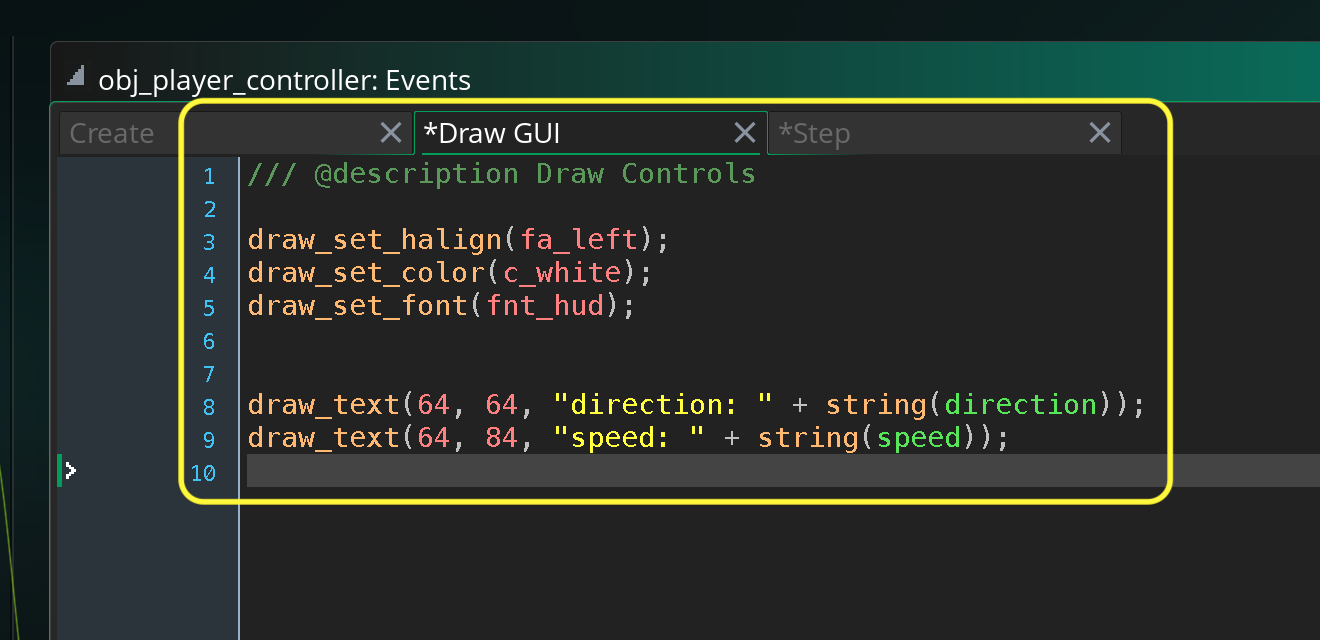 obj_player_controller: Events
Create *Draw GUI *Step
1 /// @description Draw Controls
2
3 draw_set_halign(fa_left);
4 draw_set_color(c_white);
5 draw_set_font(fnt_hud);
6
7
8 draw_text(64, 64, "direction: " + string(direction));
9 draw_text(64, 84, "speed: " + string(speed));
10